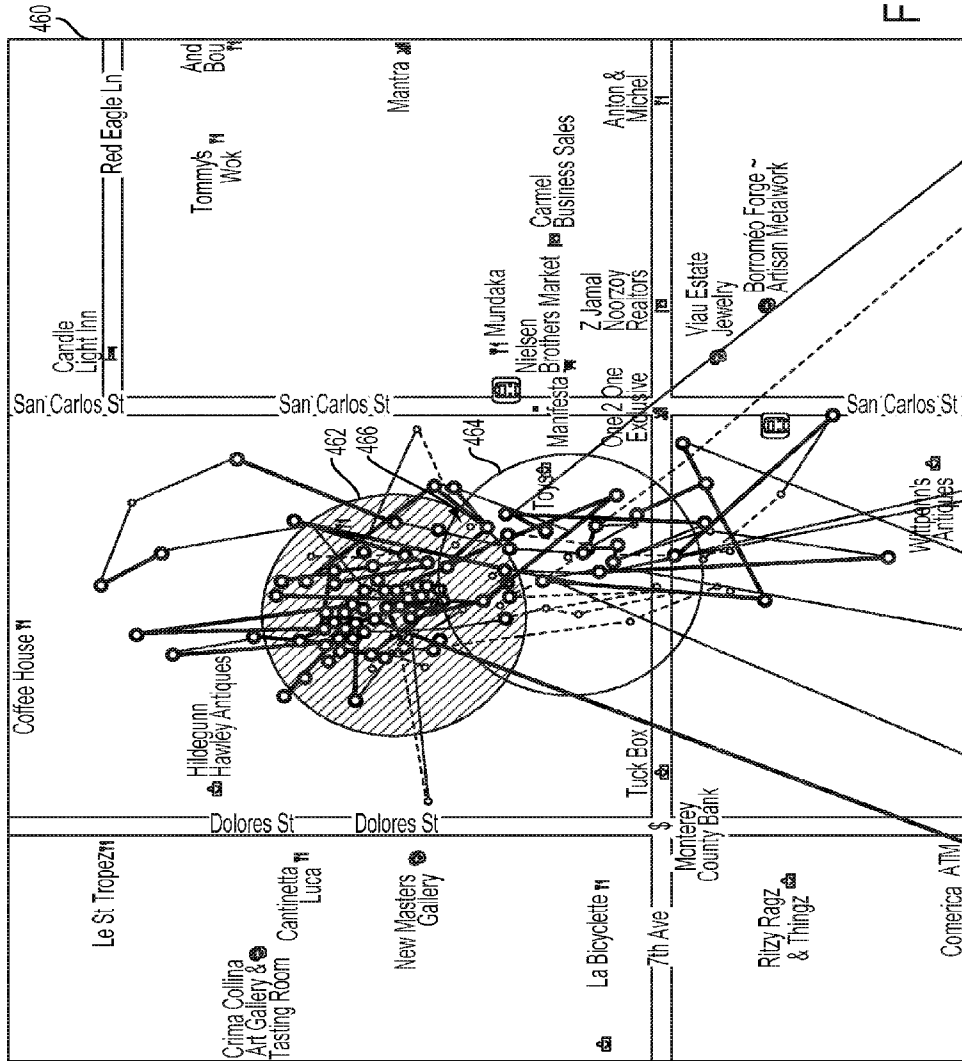 460
Coffee House
Red Eagle Ln
Candle
Light Inn
Tommy's
Wok
And
Bou
Le St Tropez
Hildegunn
Hawley Antiques
Dolores St
Dolores St
San Carlos St
San Carlos St
San Carlos St
Crima Collina
Art Gallery &
Tasting Room
Cantinetta
Luca
New Masters
Gallery
462
466
464
Mundaka
Nielsen
Brothers Market
Carmel
Business Sales
Mantra
Manifesta
Toys
One 2 One
Exclusive
Z Jamal
Noorzoy
Realtors
Anton &
Michel
La Bicyclette
Tuck Box
7th Ave
$
Monterey
County Bank
Viau Estate
Jewelry
Borroméo Forge ~
Artisan Metalwork
Ritzy Ragz
& Thingz
Antiques
Comerica ATM
F